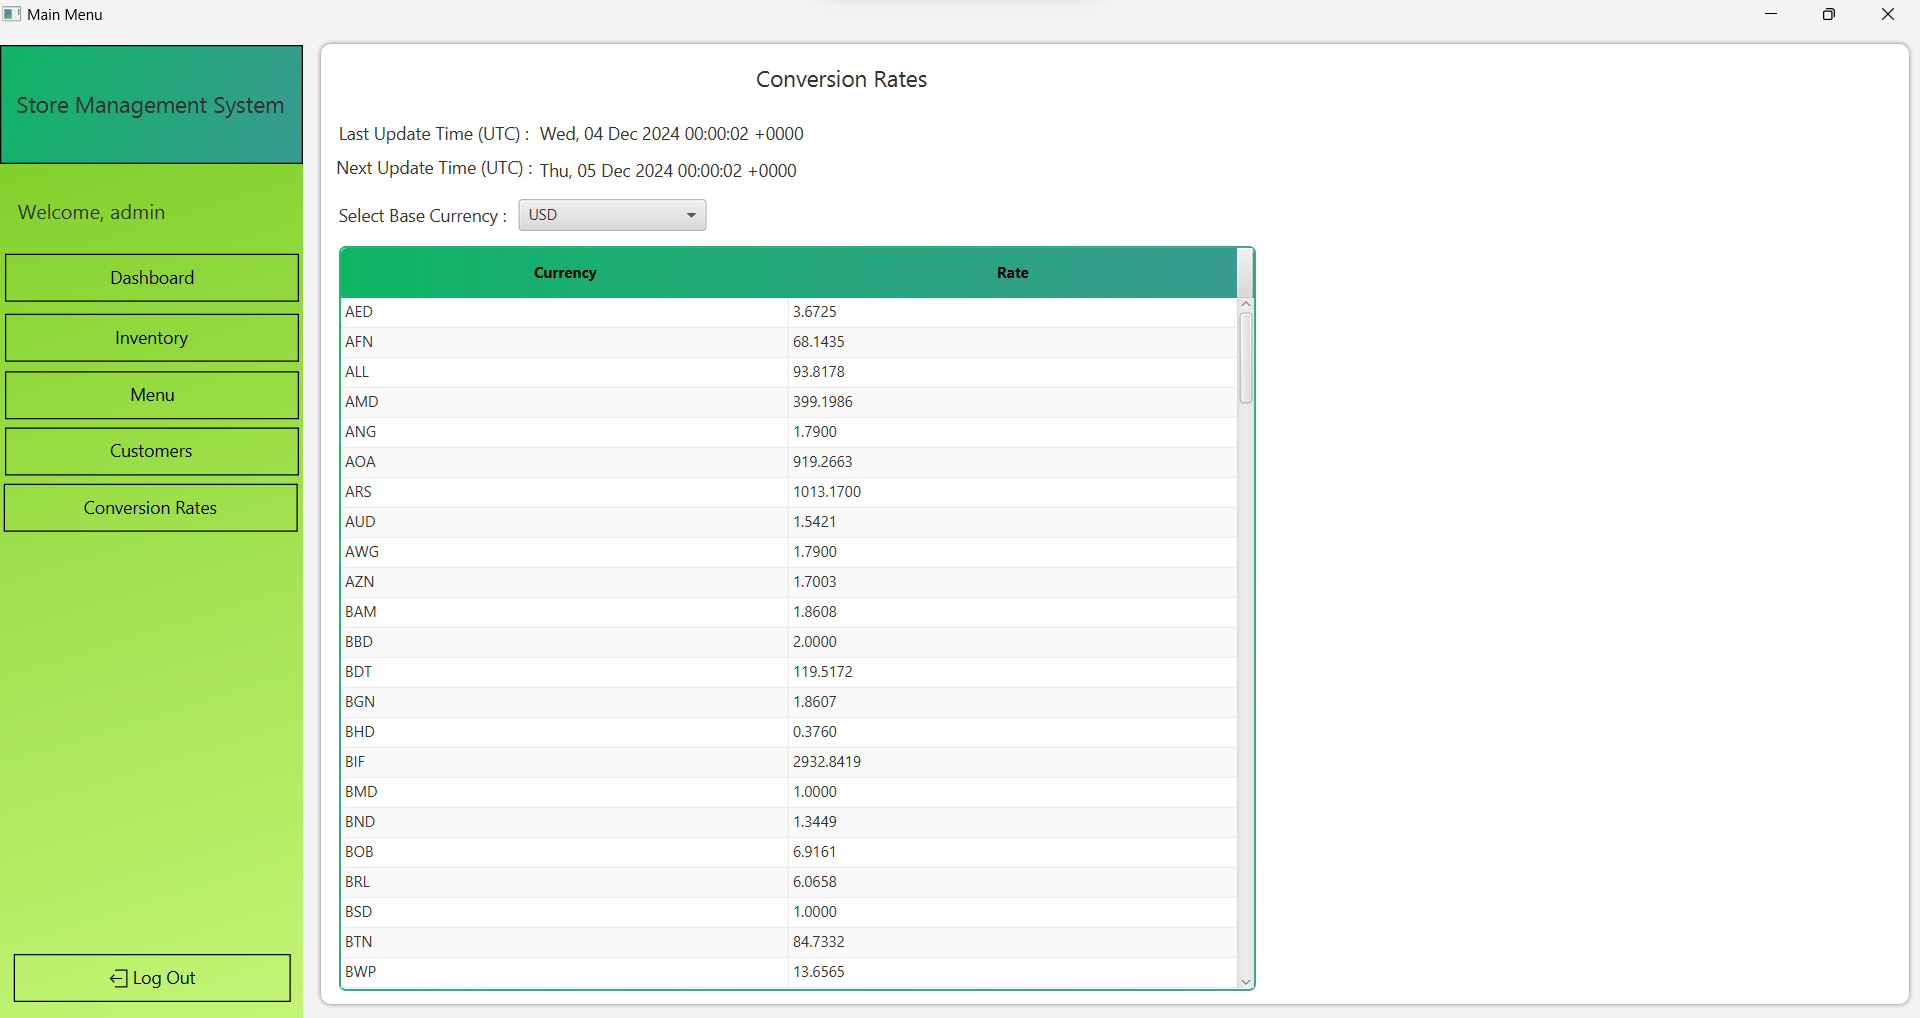 Main Menu
Store Management System
Welcome, admin
Dashboard
Inventory
Menu
Customers
Conversion Rates
Log Out
Conversion Rates
Last Update Time (UTC) : Wed, 04 Dec 2024 00:00:02 +0000
Next Update Time (UTC) : Thu, 05 Dec 2024 00:00:02 +0000
Select Base Currency : USD
Currency Rate
AED 3.6725
AFN 68.1435
ALL 93.8178
AMD 399.1986
ANG 1.7900
AOA 919.2663
ARS 1013.1700
AUD 1.5421
AWG 1.7900
AZN 1.7003
BAM 1.8608
BBD 2.0000
BDT 119.5172
BGN 1.8607
BHD 0.3760
BIF 2932.8419
BMD 1.0000
BND 1.3449
BOB 6.9161
BRL 6.0658
BSD 1.0000
BTN 84.7332
BWP 13.6565